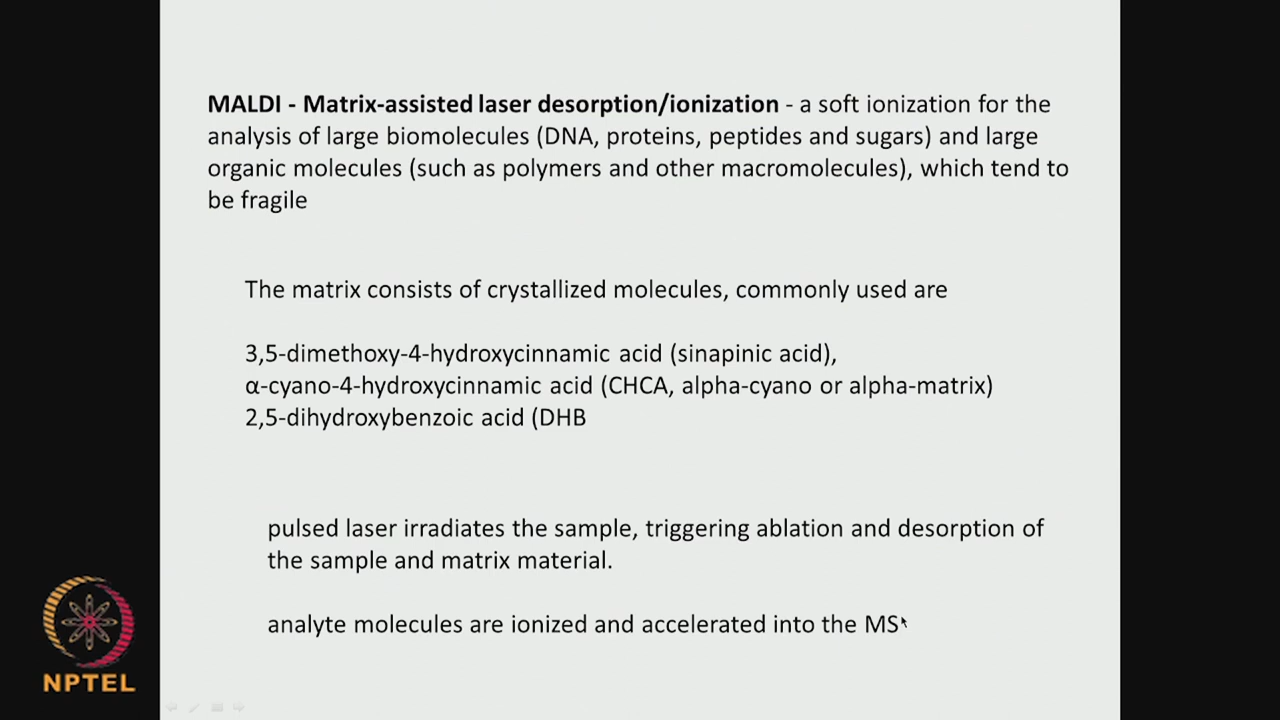 MALDI - Matrix-assisted laser desorption/ionization - a soft ionization for the
analysis of large biomolecules (DNA, proteins, peptides and sugars) and large
organic molecules (such as polymers and other macromolecules), which tend to
be fragile
The matrix consists of crystallized molecules, commonly used are
3,5-dimethoxy-4-hydroxycinnamic acid (sinapinic acid),
α-cyano-4-hydroxycinnamic acid (CHCA, alpha-cyano or alpha-matrix)
2,5-dihydroxybenzoic acid (DHB
pulsed laser irradiates the sample, triggering ablation and desorption of
the sample and matrix material.
analyte molecules are ionized and accelerated into the MS
NPTEL